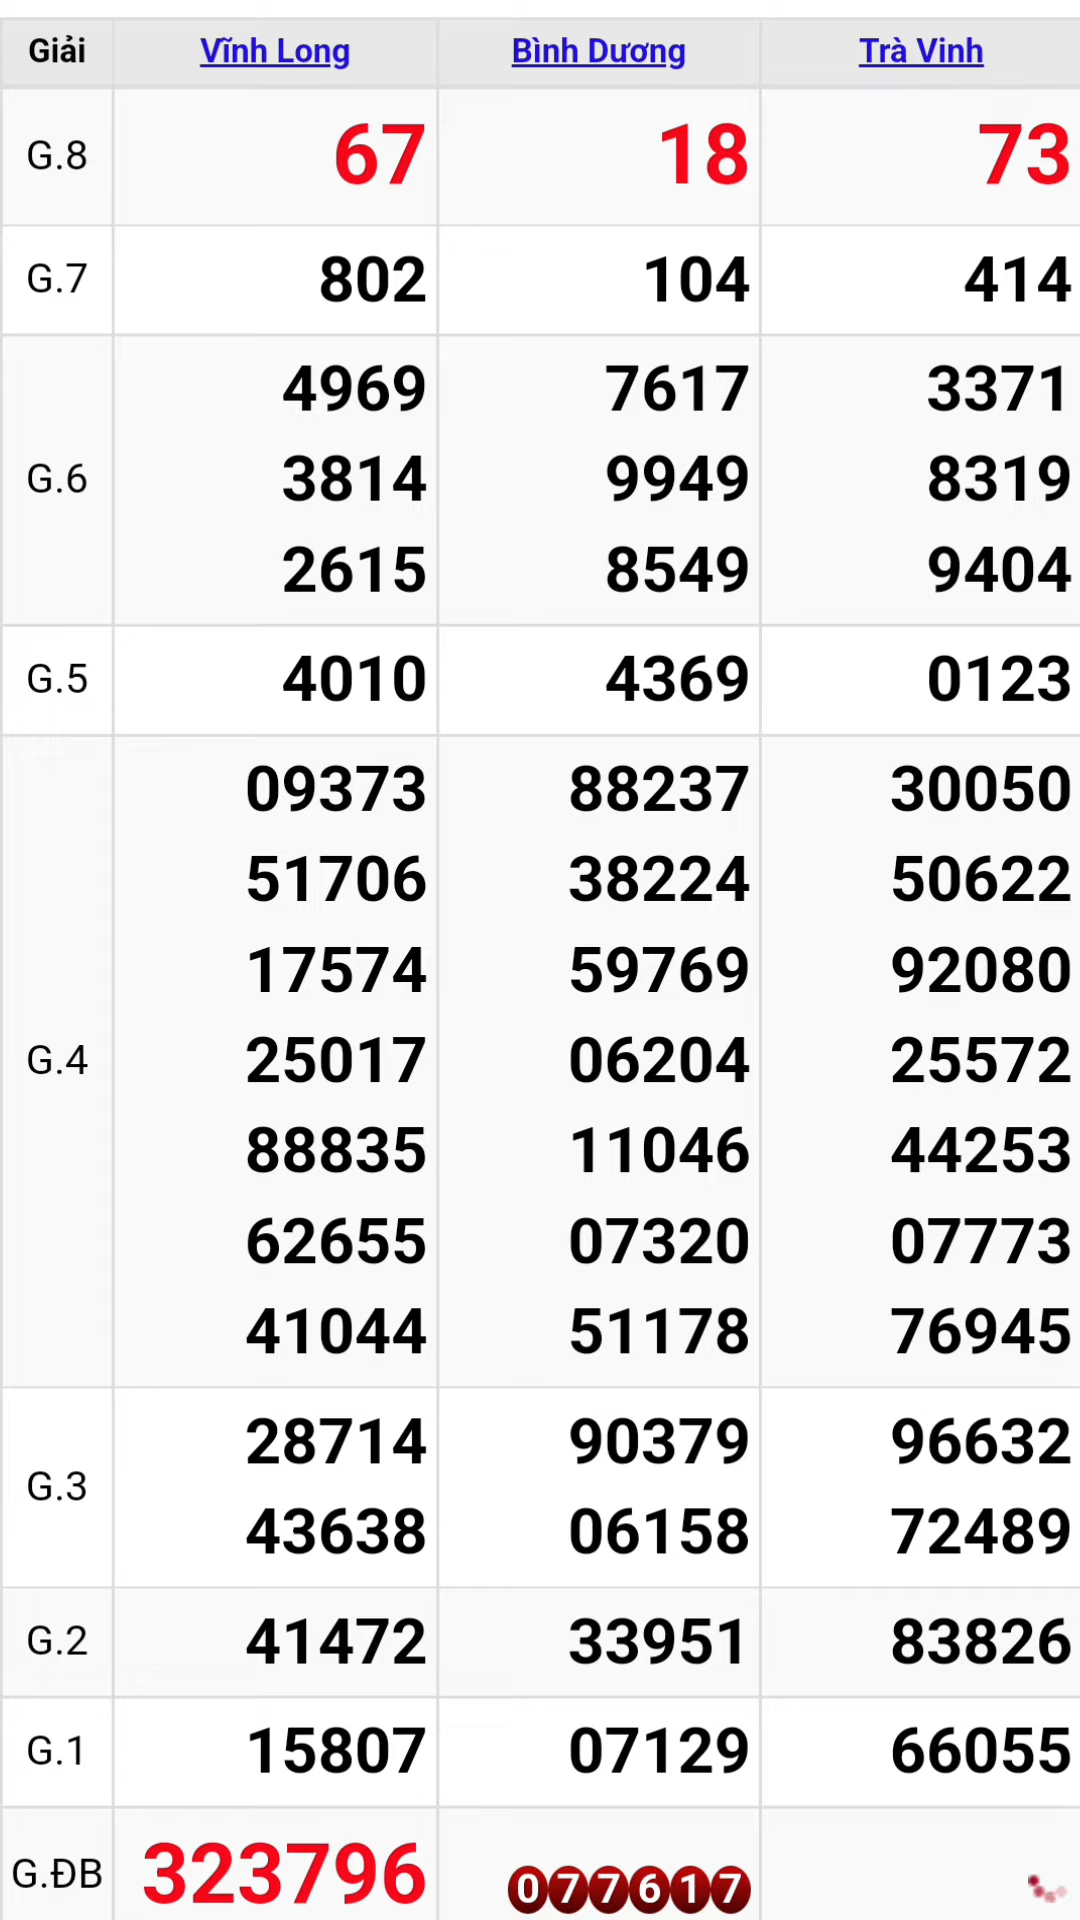 Giải Vĩnh Long Bình Dương Trà Vinh
G.8 67 18 73
G.7 802 104 414
4969 7617 3371
G.6 3814 9949 8319
2615 8549 9404
G.5 4010 4369 0123
09373 88237 30050
51706 38224 50622
17574 59769 92080
G.4 25017 06204 25572
88835 11046 44253
62655 07320 07773
41044 51178 76945
28714 90379 96632
G.3
43638 06158 72489
G.2 41472 33951 83826
G.1 15807 07129 66055
G.ĐB 323796 077617